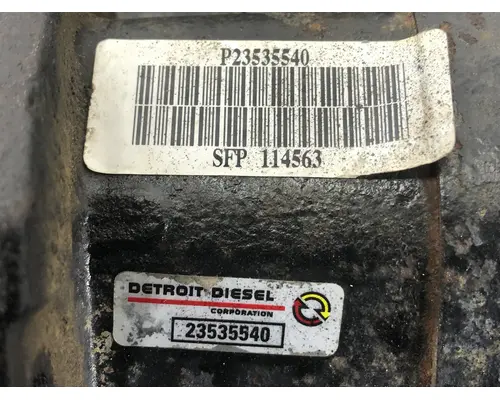 P23535540
SFP 114563
DETROIT DIESEL
CORPORATION
23535540